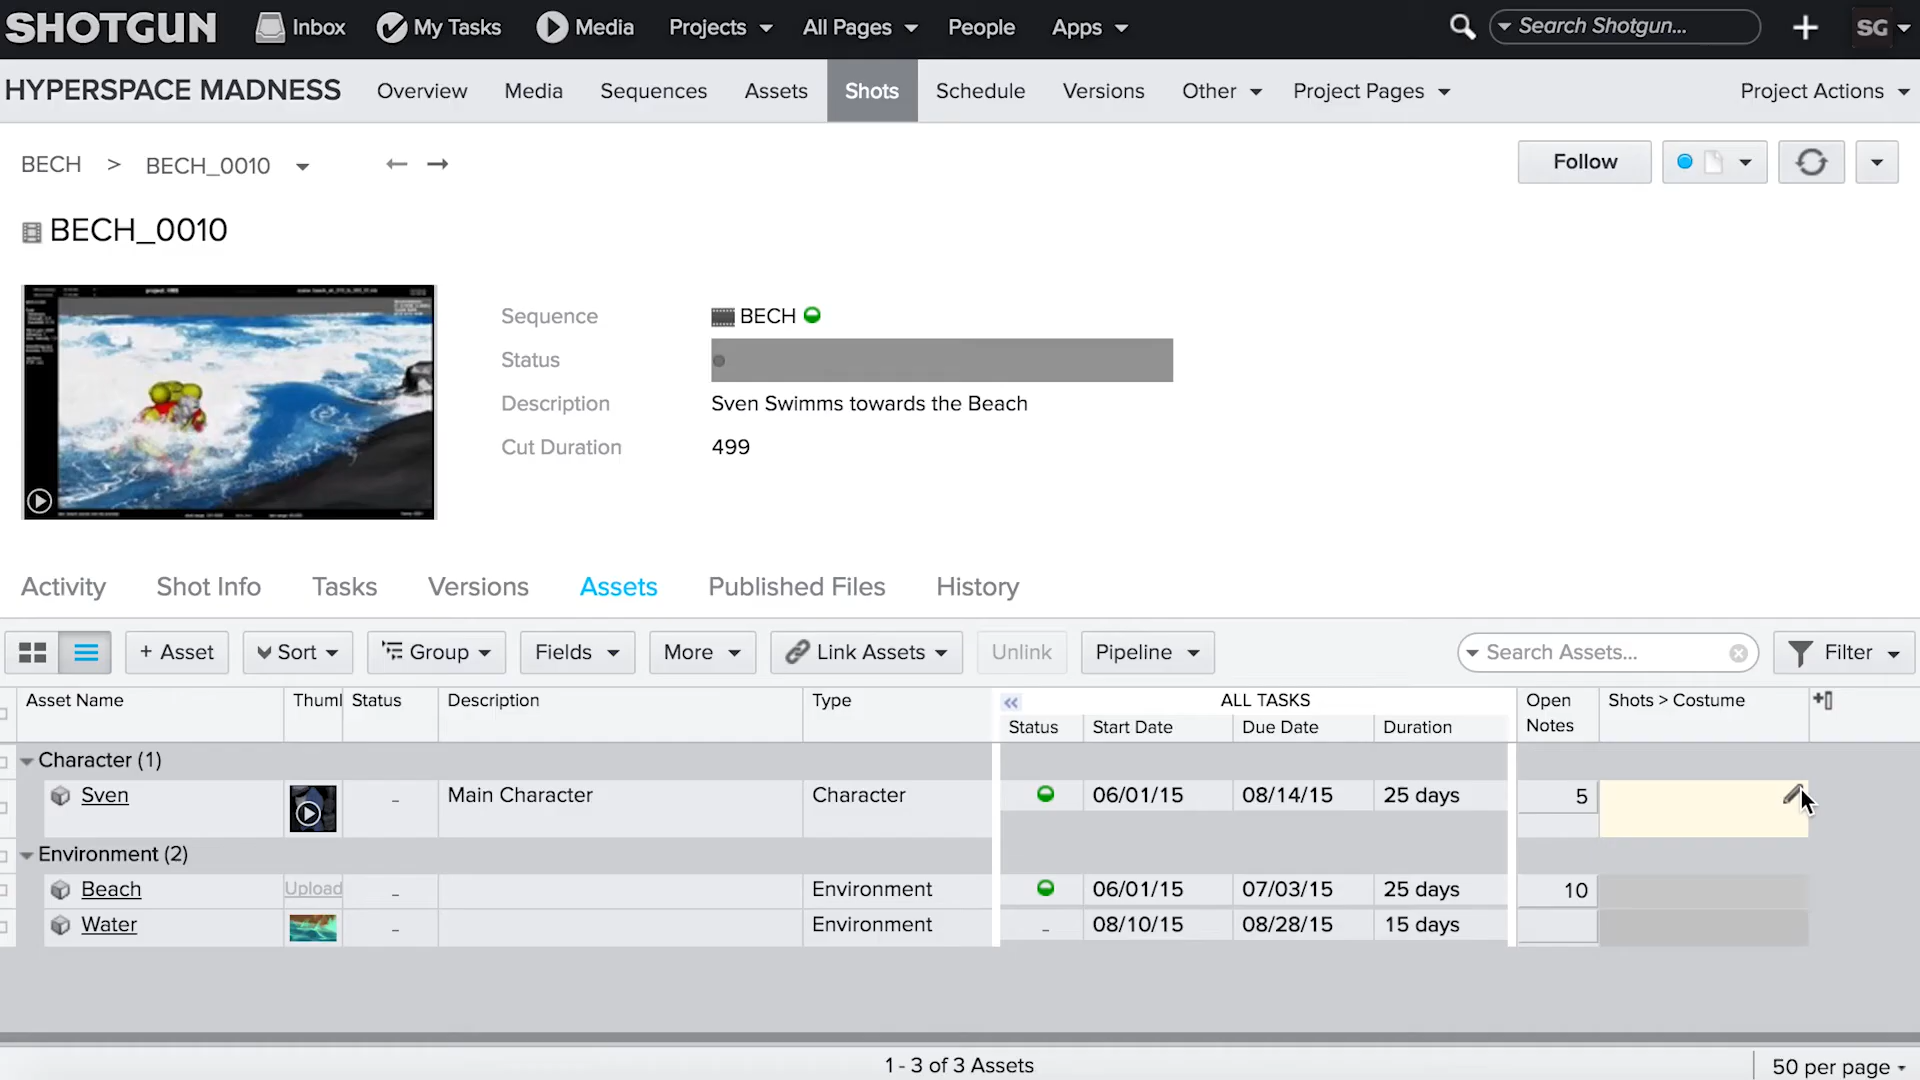 SHOTGUN Inbox My Tasks Media Projects All Pages People Apps Search Shotgun... SG
HYPERSPACE MADNESS Overview Media Sequences Assets Shots Schedule Versions Other Project Pages Project Actions
BECH > BECH_0010 Follow
BECH_0010
Sequence BECH
Status
Description Sven Swimms towards the Beach
Cut Duration 499
Activity Shot Info Tasks Versions Assets Published Files History
+ Asset Sort Group Fields More Link Assets Unlink Pipeline Search Assets... Filter
Asset Name Thuml Status Description Type ALL TASKS Open Notes Shots > Costume
Status Start Date Due Date Duration
Character (1)
Sven - Main Character Character 06/01/15 08/14/15 25 days 5
Environment (2)
Beach Upload - Environment 06/01/15 07/03/15 25 days 10
Water - Environment - 08/10/15 08/28/15 15 days
1 - 3 of 3 Assets 50 per page